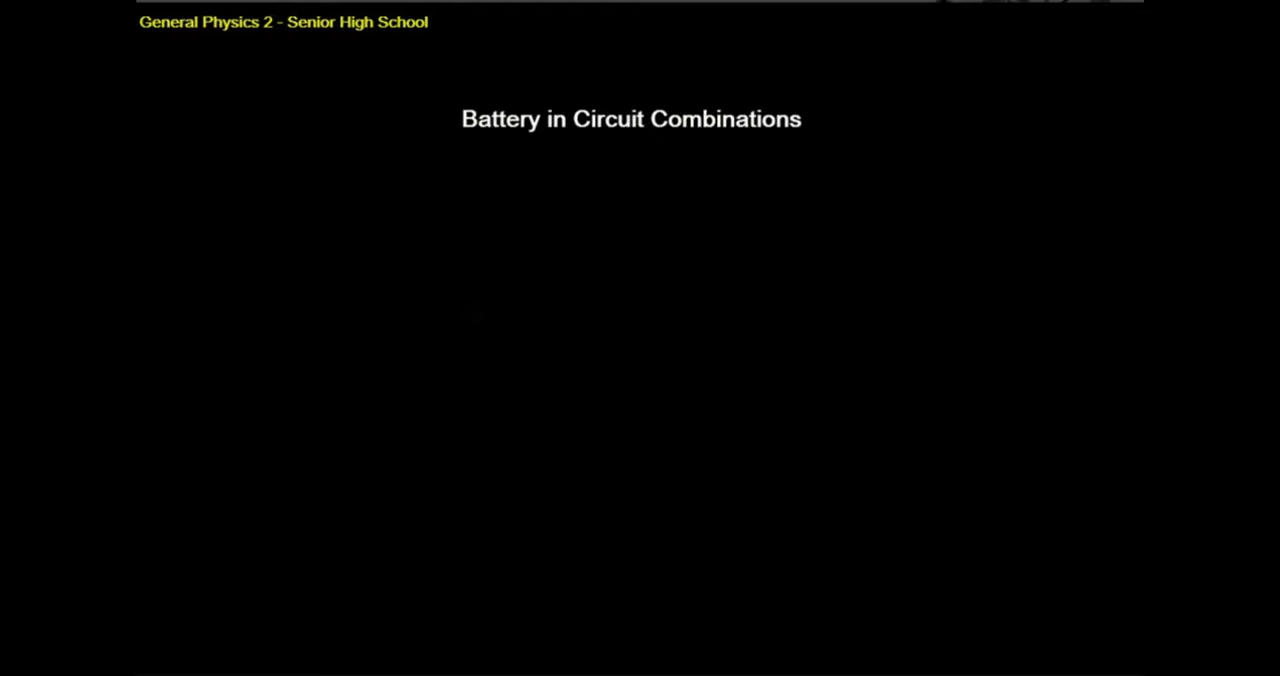 General Physics 2 - Senior High School
Battery in Circuit Combinations